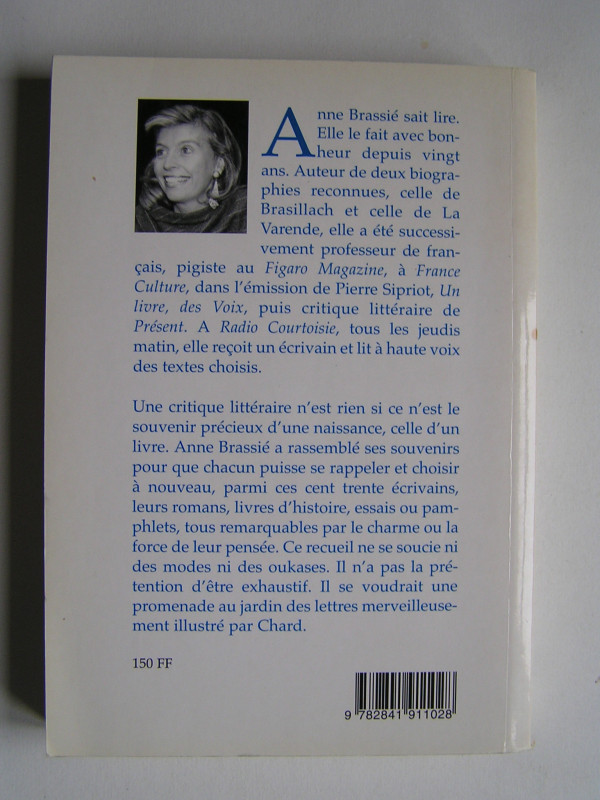 Anne Brassié sait lire.
Elle le fait avec bon-
heur depuis vingt
ans. Auteur de deux biogra-
phies reconnues, celle de
Brasillach et celle de La
Varende, elle a été successi-
vement professeur de fran-
çais, pigiste au Figaro Magazine, à France
Culture, dans l'émission de Pierre Sipriot, Un
livre, des Voix, puis critique littéraire de
Présent. A Radio Courtoisie, tous les jeudis
matin, elle reçoit un écrivain et lit à haute voix
des textes choisis.
Une critique littéraire n'est rien si ce n'est le
souvenir précieux d'une naissance, celle d'un
livre. Anne Brassié a rassemblé ses souvenirs
pour que chacun puisse se rappeler et choisir
à nouveau, parmi ces cent trente écrivains,
leurs romans, livres d'histoire, essais ou pam-
phlets, tous remarquables par le charme ou la
force de leur pensée. Ce recueil ne se soucie ni
des modes ni des oukases. Il n'a pas la pré-
tention d'être exhaustif. Il se voudrait une
promenade au jardin des lettres merveilleuse-
ment illustré par Chard.
150 FF
9 782841 911028